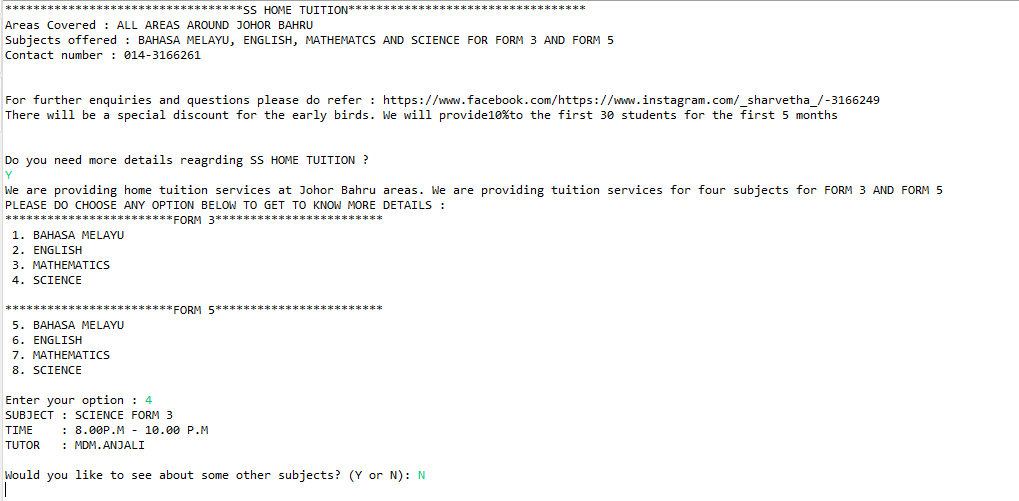 **********************************SS HOME TUITION**********************************
Areas Covered : ALL AREAS AROUND JOHOR BAHRU
Subjects offered : BAHASA MELAYU, ENGLISH, MATHEMATCS AND SCIENCE FOR FORM 3 AND FORM 5
Contact number : 014-3166261
For further enquiries and questions please do refer : https://www.facebook.com/https://www.instagram.com/_sharvetha_/-3166249
There will be a special discount for the early birds. We will provide10%to the first 30 students for the first 5 months
Do you need more details reagrding SS HOME TUITION ?
Y
We are providing home tuition services at Johor Bahru areas. We are providing tuition services for four subjects for FORM 3 AND FORM 5
PLEASE DO CHOOSE ANY OPTION BELOW TO GET TO KNOW MORE DETAILS :
************************FORM 3************************
1. BAHASA MELAYU
2. ENGLISH
3. MATHEMATICS
4. SCIENCE
************************FORM 5************************
5. BAHASA MELAYU
6. ENGLISH
7. MATHEMATICS
8. SCIENCE
Enter your option : 4
SUBJECT : SCIENCE FORM 3
TIME    : 8.00P.M - 10.00 P.M
TUTOR   : MDM.ANJALI
Would you like to see about some other subjects? (Y or N): N